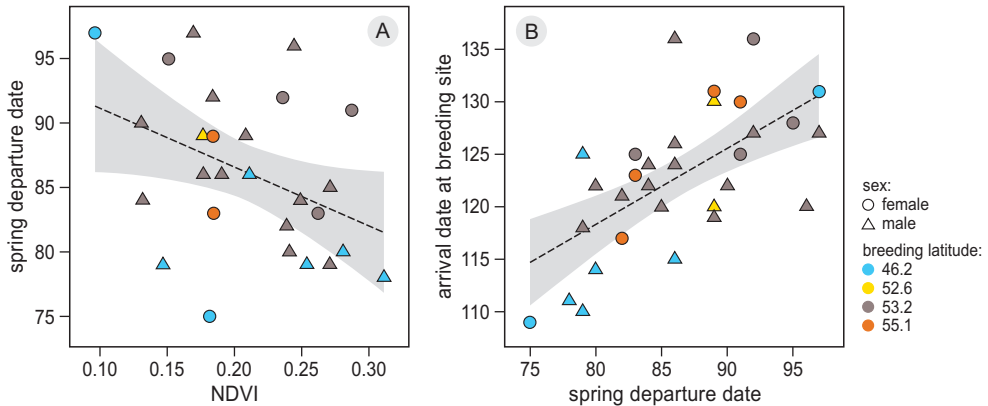 A
95
90
85
80
75
spring departure date
0.10 0.15 0.20 0.25 0.30
NDVI
B
135
130
125
120
115
110
arrival date at breeding site
75 80 85 90 95
spring departure date
sex:
female
male
breeding latitude:
46.2
52.6
53.2
55.1